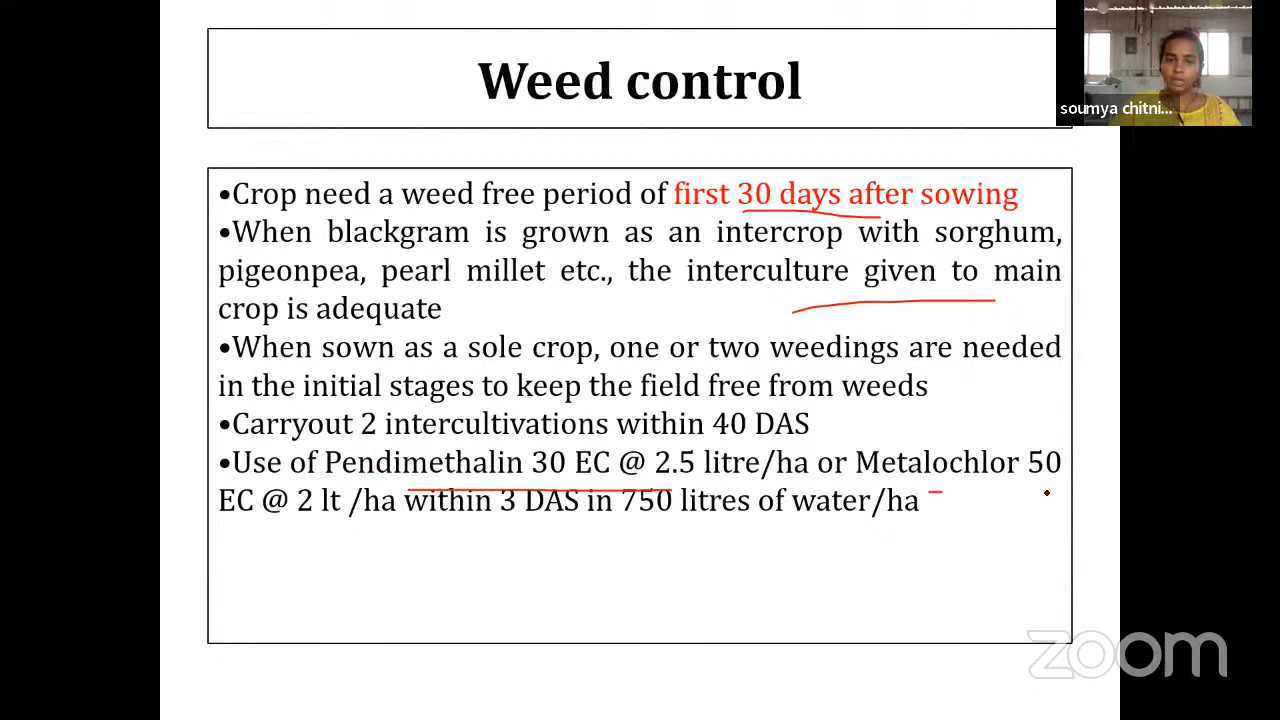 Weed control
soumya chitni...
•Crop need a weed free period of first 30 days after sowing
•When blackgram is grown as an intercrop with sorghum,
pigeonpea, pearl millet etc., the interculture given to main
crop is adequate
•When sown as a sole crop, one or two weedings are needed
in the initial stages to keep the field free from weeds
•Carryout 2 intercultivations within 40 DAS
•Use of Pendimethalin 30 EC @ 2.5 litre/ha or Metalochlor 50
EC @ 2 lt /ha within 3 DAS in 750 litres of water/ha
zoom